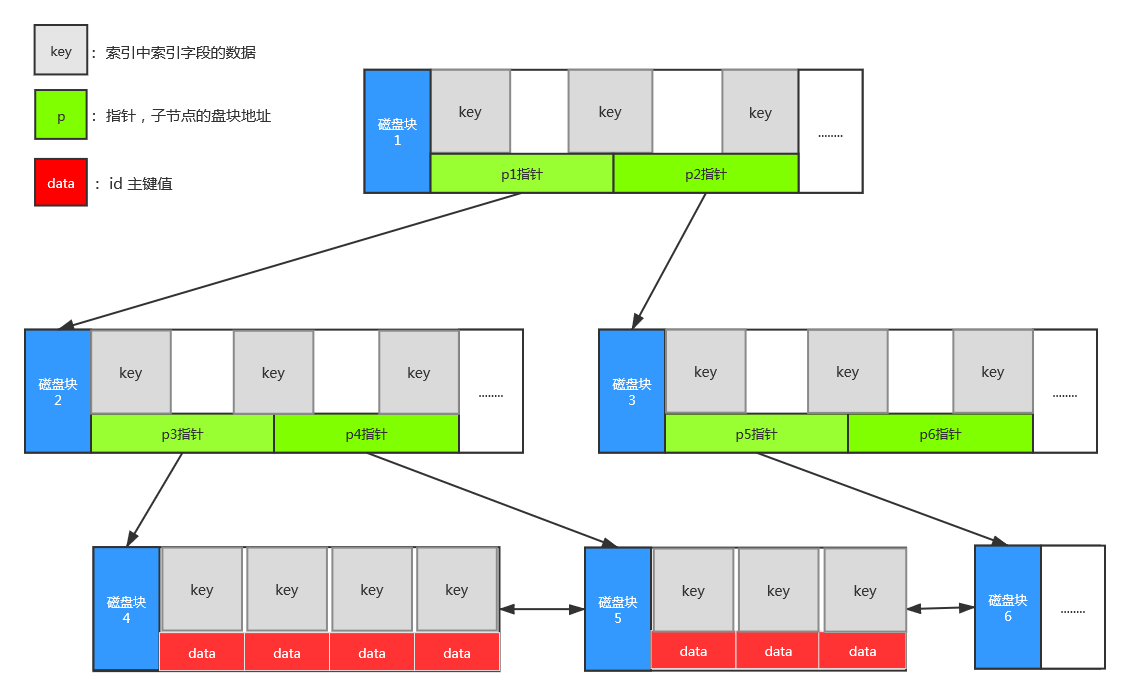 key ： 索引中索引字段的数据
p ： 指针，子节点的盘块地址
data ： id 主键值
磁盘块
1
key key key ........
p1指针 p2指针
磁盘块
2
key key key ........
p3指针 p4指针
磁盘块
3
key key key ........
p5指针 p6指针
磁盘块
4
key key key key
data data data data
磁盘块
5
key key key
data data data
磁盘块
6
........